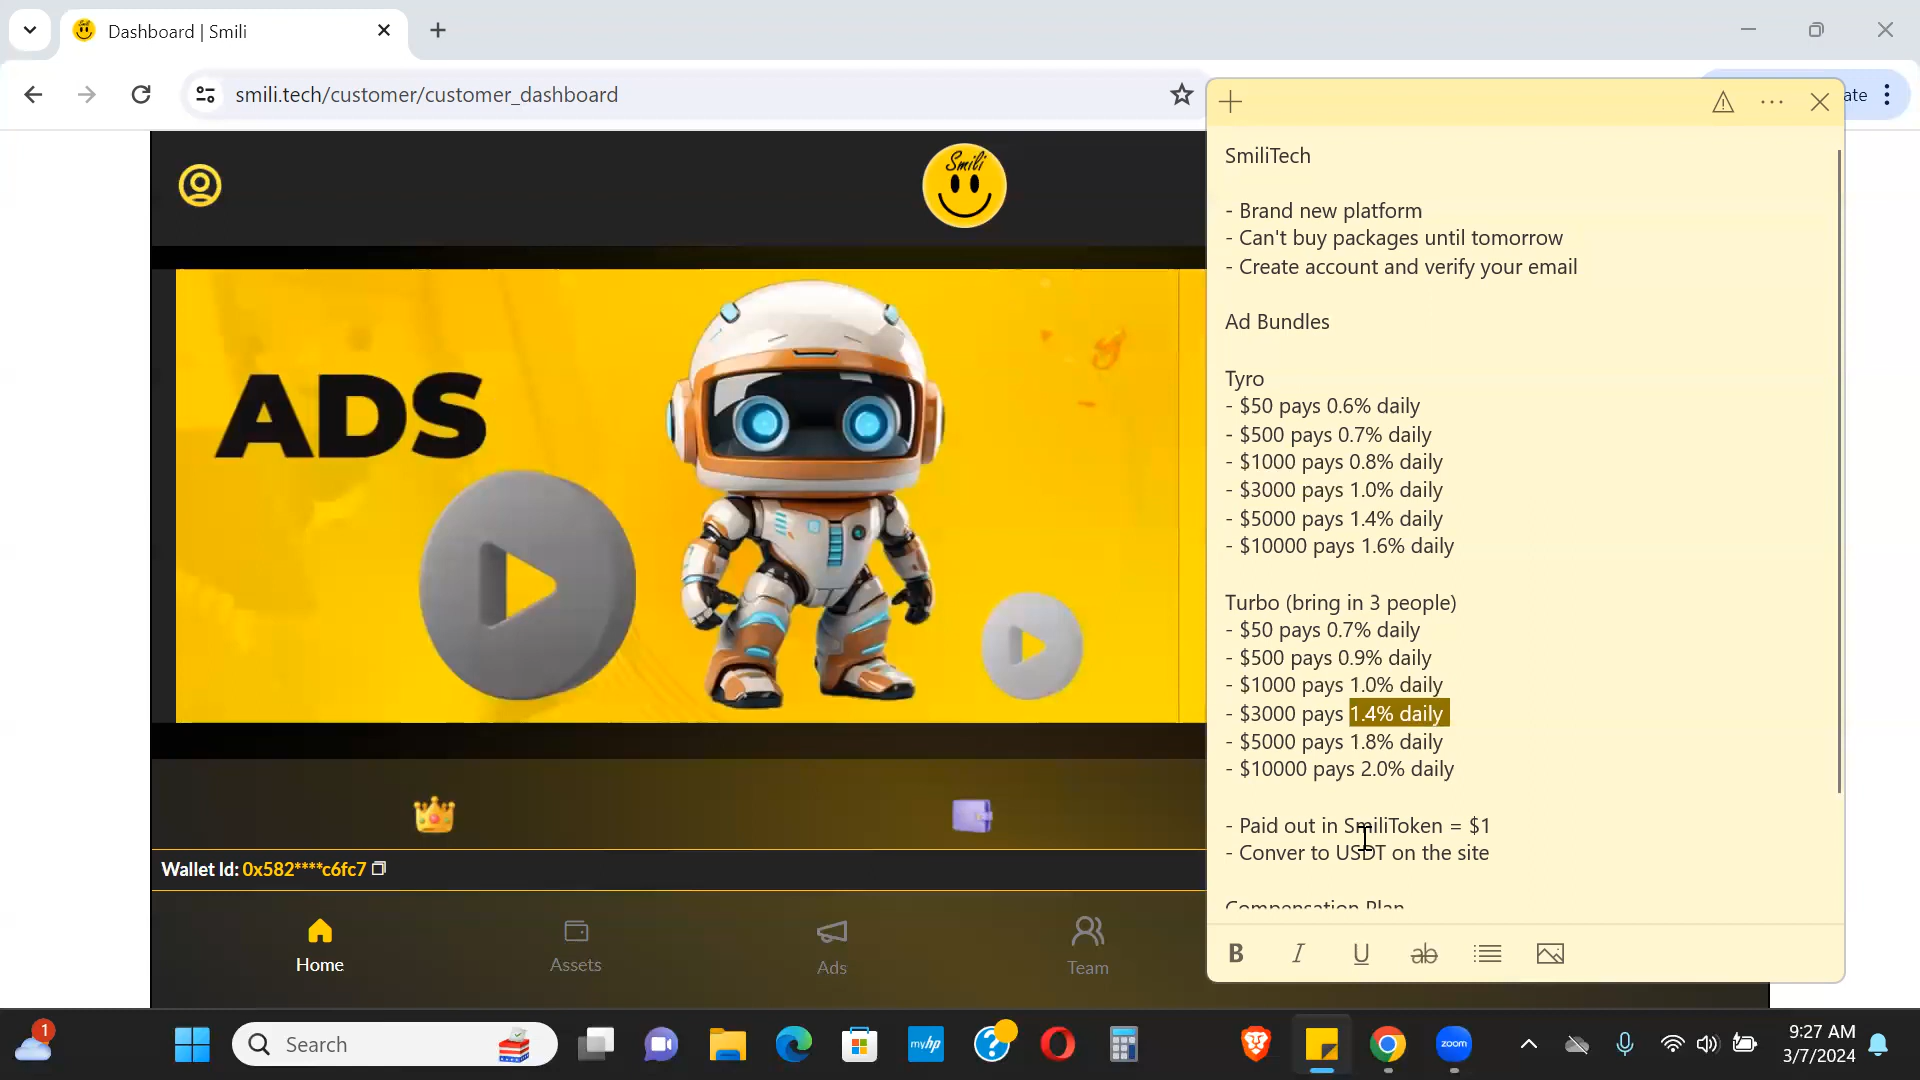 Dashboard | Smili
smili.tech/customer/customer_dashboard
ate
Smili
SmiliTech
- Brand new platform
- Can't buy packages until tomorrow
- Create account and verify your email
Ad Bundles
Tyro
- $50 pays 0.6% daily
- $500 pays 0.7% daily
- $1000 pays 0.8% daily
- $3000 pays 1.0% daily
- $5000 pays 1.4% daily
- $10000 pays 1.6% daily
Turbo (bring in 3 people)
- $50 pays 0.7% daily
- $500 pays 0.9% daily
- $1000 pays 1.0% daily
- $3000 pays 1.4% daily
- $5000 pays 1.8% daily
- $10000 pays 2.0% daily
- Paid out in SmiliToken = $1
- Conver to USDT on the site
Compensation Plan
B I U ab
ADS
Wallet Id: 0x582****c6fc7
Home
Assets
Ads
Team
1
Search
myhp
zoom
9:27 AM
3/7/2024